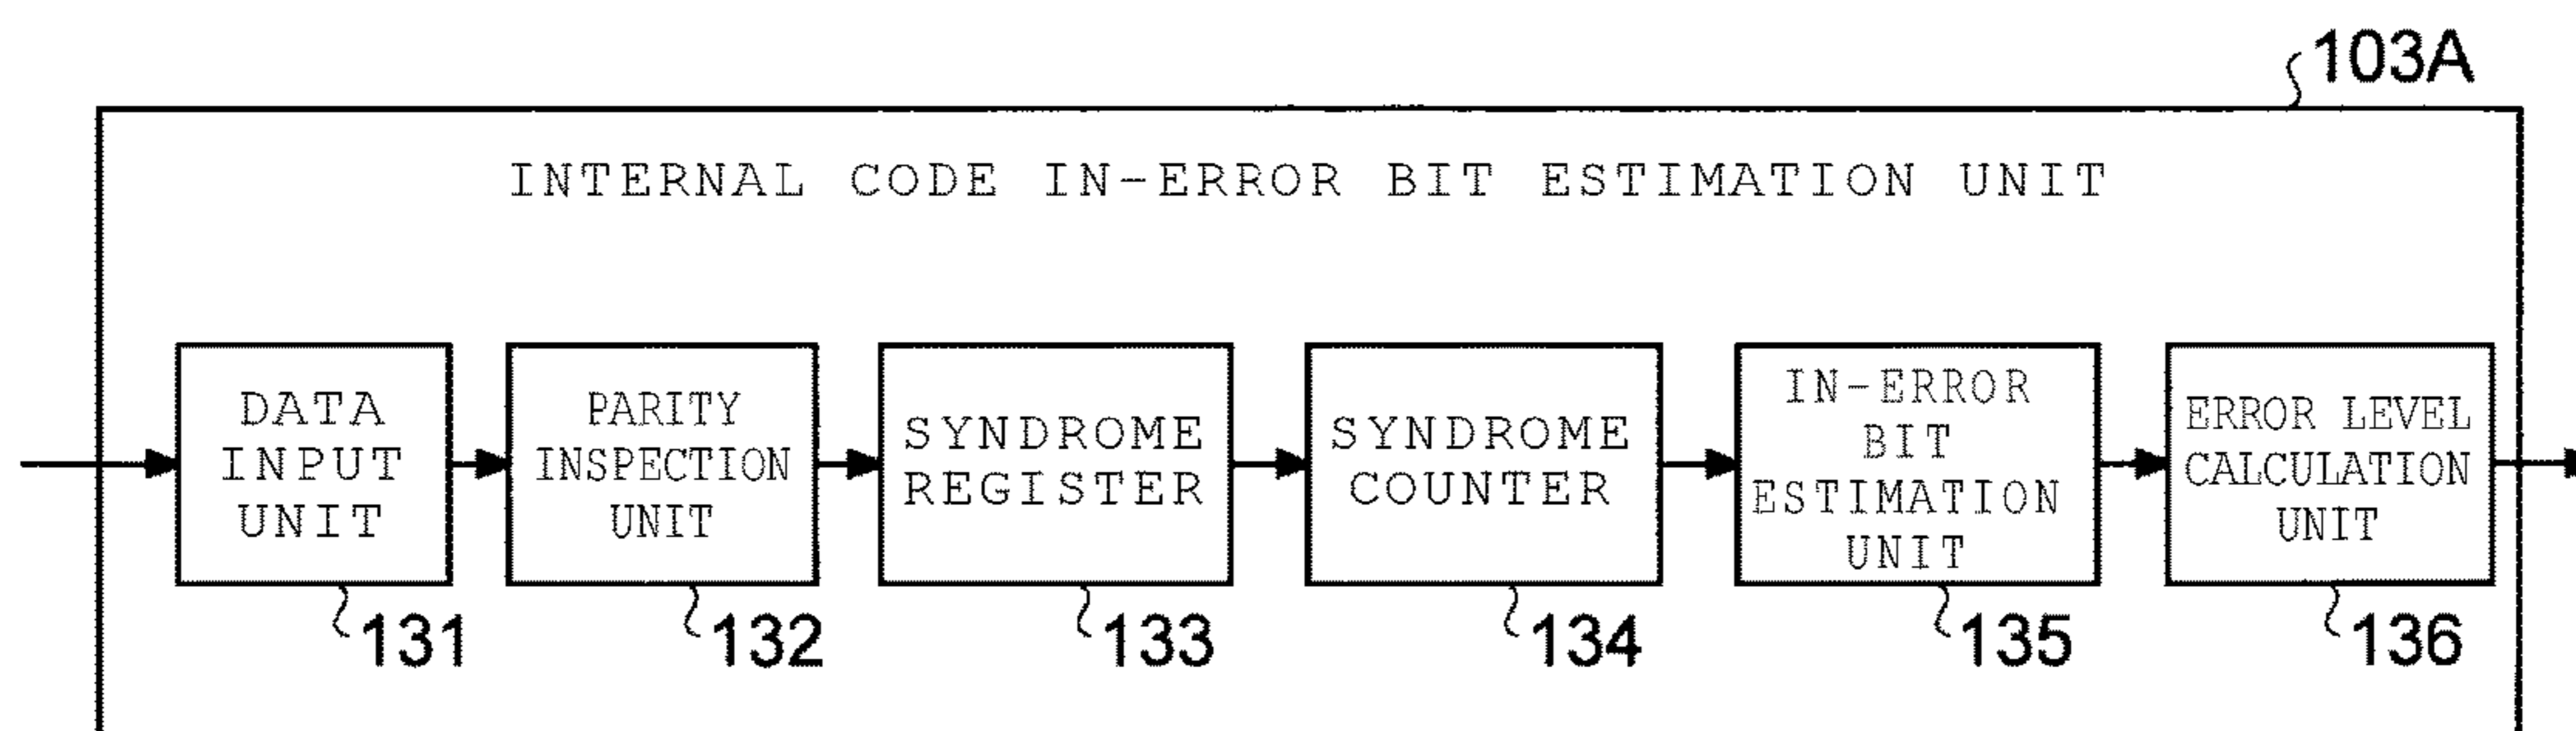 103A
INTERNAL CODE IN-ERROR BIT ESTIMATION UNIT
DATA
INPUT
UNIT
PARITY
INSPECTION
UNIT
SYNDROME
REGISTER
SYNDROME
COUNTER
IN-ERROR
BIT
ESTIMATION
UNIT
ERROR LEVEL
CALCULATION
UNIT
131
132
133
134
135
136